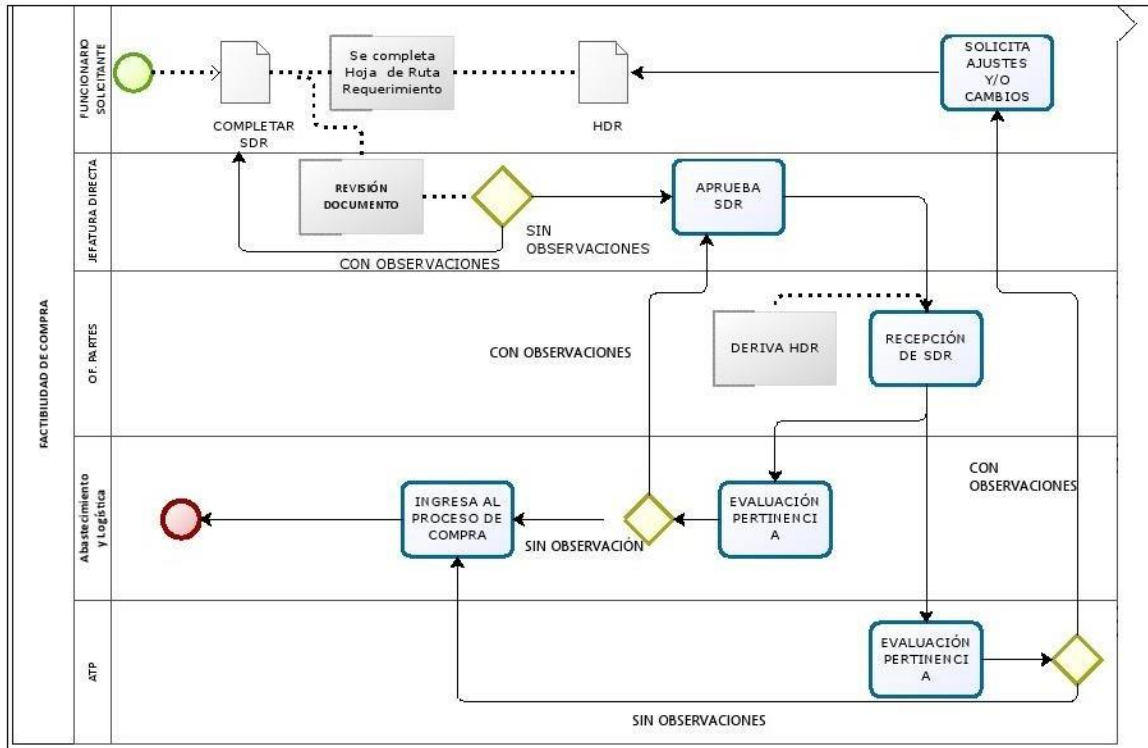 FACTIBILIDAD DE COMPRA
FUNCIONARIO
SOLICITANTE
COMPLETAR
SDR
Se completa
Hoja de Ruta
Requerimiento
HDR
SOLICITA
AJUSTES
Y/O
CAMBIOS
JEFATURA DIRECTA
REVISIÓN
DOCUMENTO
CON OBSERVACIONES
SIN
OBSERVACIONES
APRUEBA
SDR
OF. PARTES
CON OBSERVACIONES
DERIVA HDR
RECEPCIÓN
DE SDR
Abastecimiento
y Logística
INGRESA AL
PROCESO DE
COMPRA
SIN OBSERVACIÓN
EVALUACIÓN
PERTINENCI
A
CON
OBSERVACIONES
ATP
EVALUACIÓN
PERTINENCI
A
SIN OBSERVACIONES